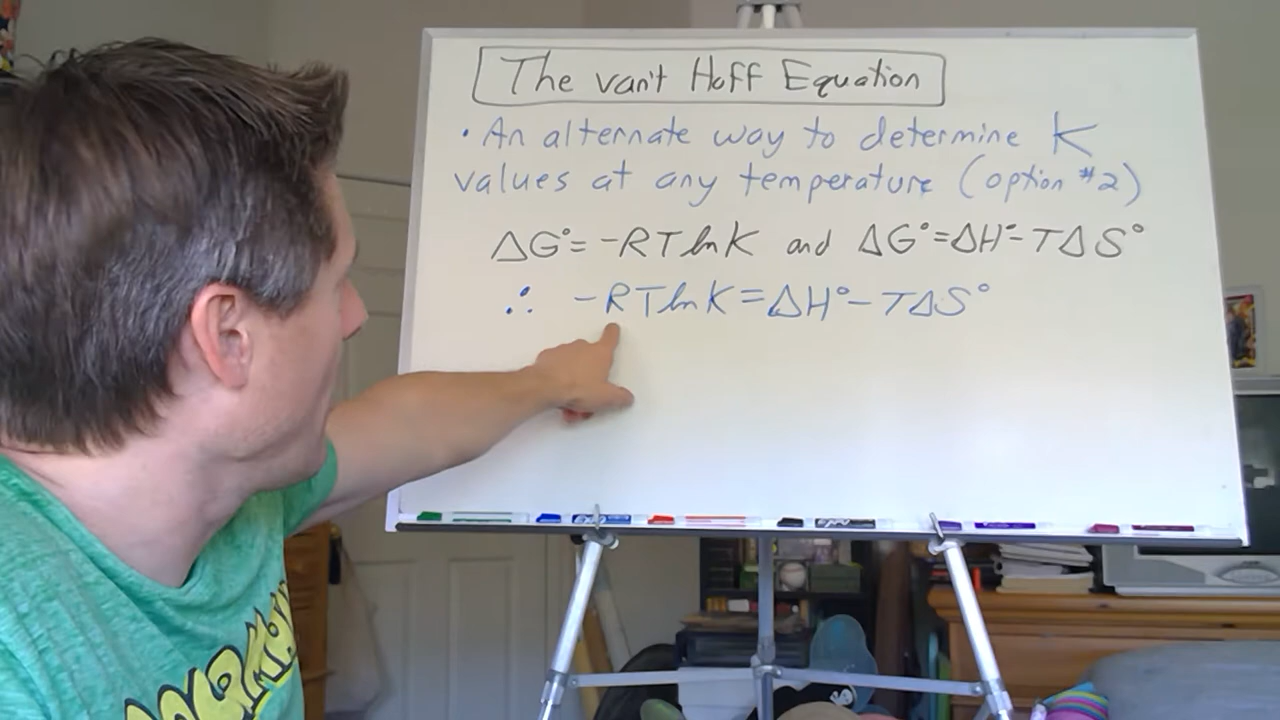 The van't Hoff Equation
• An alternate way to determine K
values at any temperature (option #2)
ΔG°= -RTlnK and ΔG°=ΔH°-TΔS°
∴ -RTlnK=ΔH°-TΔS°